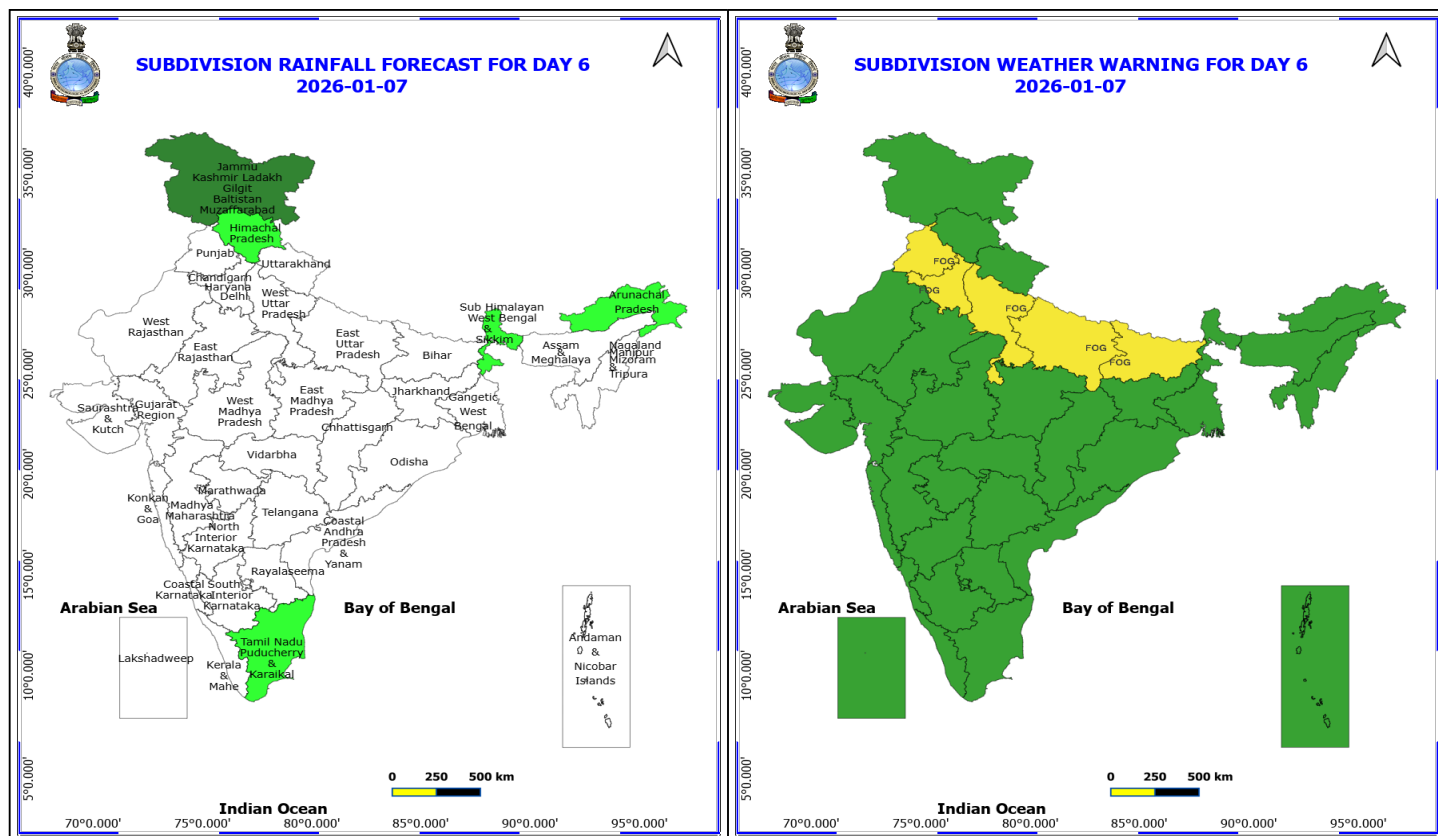 SUBDIVISION RAINFALL FORECAST FOR DAY 6
2026-01-07
40°0.000'
35°0.000'
30°0.000'
25°0.000'
20°0.000'
15°0.000'
10°0.000'
5°0.000'
Jammu
Kashmir Ladakh
Gilgit
Baltistan
Muzaffarabad
Himachal
Pradesh
Punjab
Uttarakhand
Chandigarh
Haryana
Delhi
West
Uttar
Pradesh
West
Rajasthan
East
Rajasthan
East
Uttar
Pradesh
Bihar
Sub Himalayan
West Bengal
&
Sikkim
Arunachal
Pradesh
Assam
&
Meghalaya
Nagaland
Manipur
Mizoram
&
Tripura
Saurashtra
&
Kutch
Gujarat
Region
West
Madhya
Pradesh
East
Madhya
Pradesh
Jharkhand
Gangetic
West
Bengal
Chhattisgarh
Vidarbha
Odisha
Konkan
&
Goa
Madhya
Maharashtra
Marathwada
Telangana
North
Interior
Karnataka
Coastal
Andhra
Pradesh
&
Yanam
Rayalaseema
Coastal
Karnataka
South
Interior
Karnataka
Arabian Sea
Bay of Bengal
Tamil Nadu
Puducherry
&
Karaikal
Kerala
&
Mahe
Lakshadweep
Andaman
&
Nicobar
Islands
0 250 500 km
Indian Ocean
70°0.000' 75°0.000' 80°0.000' 85°0.000' 90°0.000' 95°0.000'
SUBDIVISION WEATHER WARNING FOR DAY 6
2026-01-07
40°0.000'
35°0.000'
30°0.000'
25°0.000'
20°0.000'
15°0.000'
10°0.000'
5°0.000'
FOG
FOG
FOG
FOG
FOG
Arabian Sea
Bay of Bengal
0 250 500 km
Indian Ocean
70°0.000' 75°0.000' 80°0.000' 85°0.000' 90°0.000' 95°0.000'